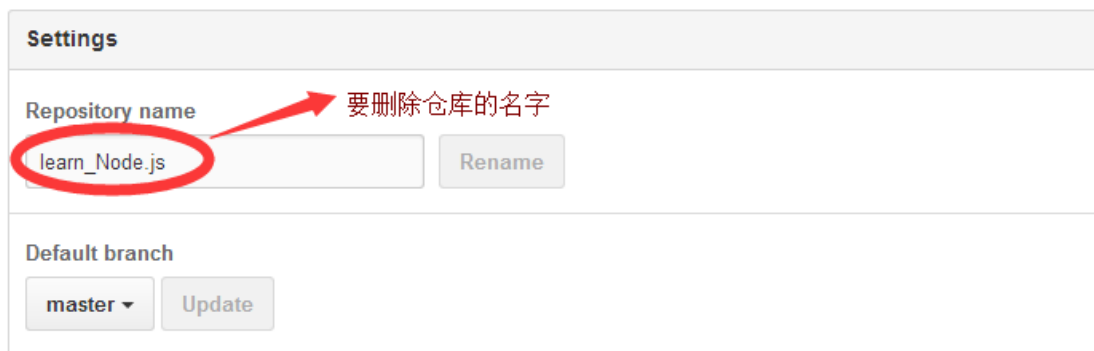 Settings
Repository name
要删除仓库的名字
learn_Node.js
Rename
Default branch
master
Update